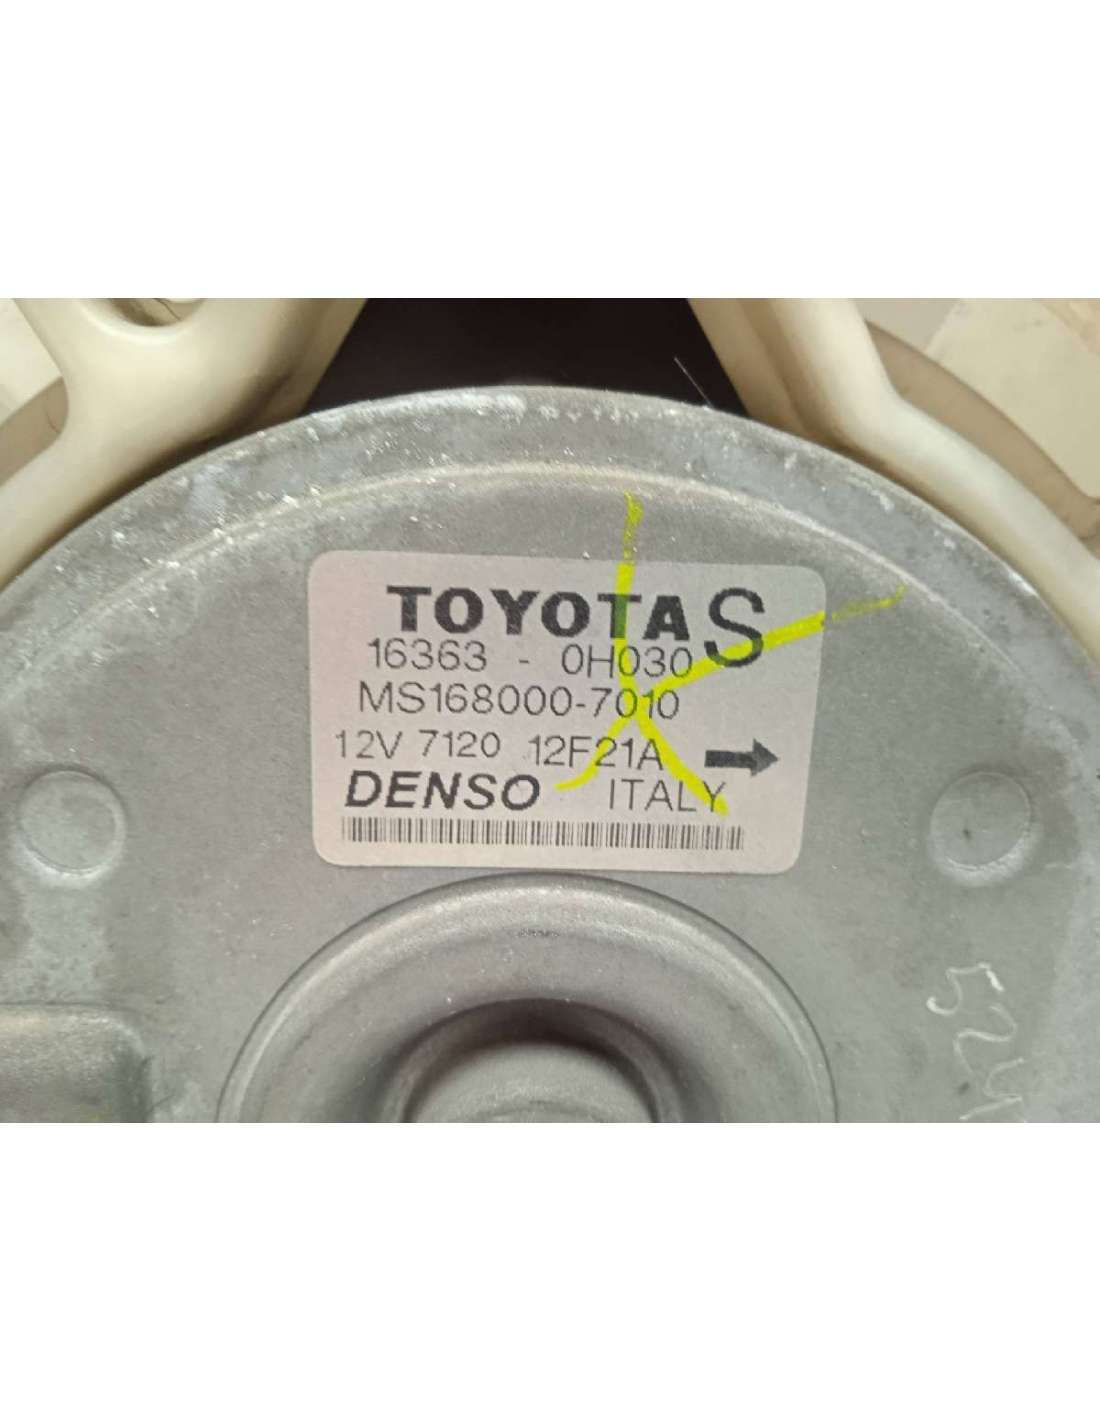 TOYOTA S
16363 - 0H030
MS168000-7010
12V 7120 12F21A
DENSO ITALY